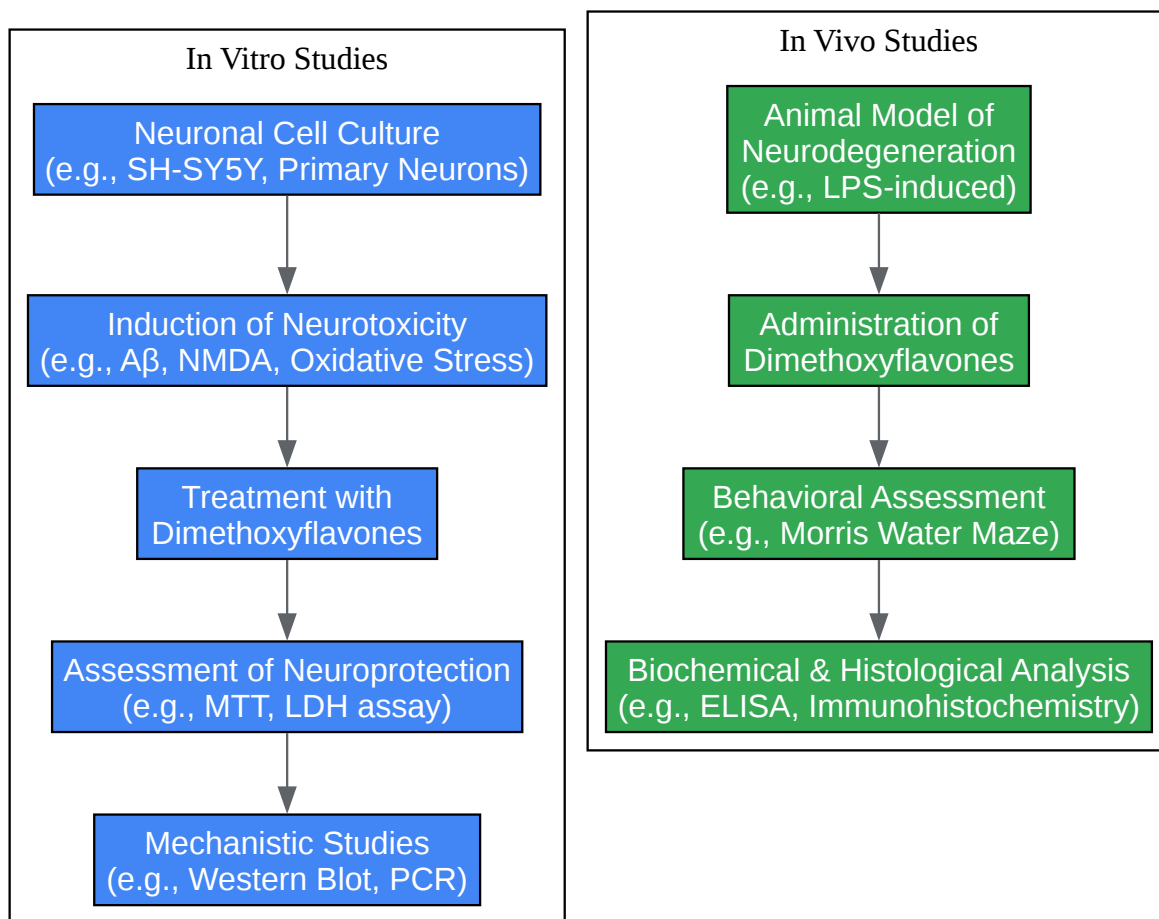 In Vitro Studies
Neuronal Cell Culture
(e.g., SH-SY5Y, Primary Neurons)
Induction of Neurotoxicity
(e.g., Aβ, NMDA, Oxidative Stress)
Treatment with
Dimethoxyflavones
Assessment of Neuroprotection
(e.g., MTT, LDH assay)
Mechanistic Studies
(e.g., Western Blot, PCR)
In Vivo Studies
Animal Model of
Neurodegeneration
(e.g., LPS-induced)
Administration of
Dimethoxyflavones
Behavioral Assessment
(e.g., Morris Water Maze)
Biochemical & Histological Analysis
(e.g., ELISA, Immunohistochemistry)